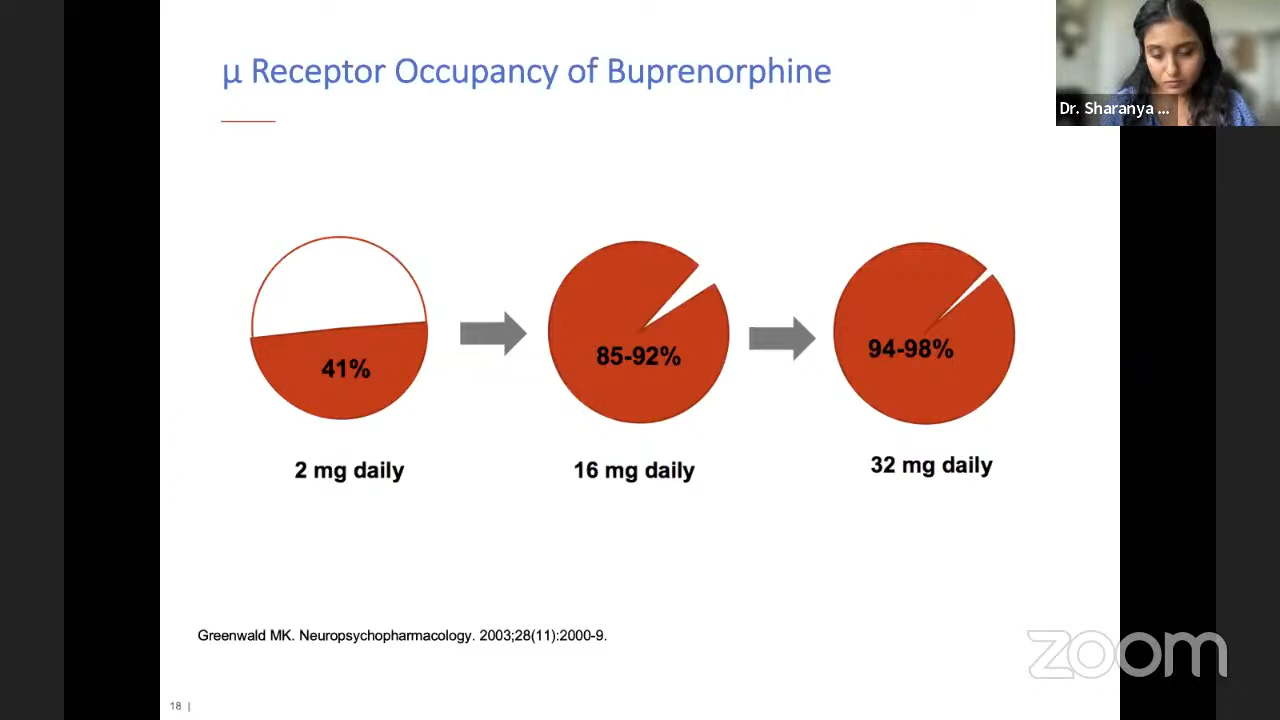 μ Receptor Occupancy of Buprenorphine
Dr. Sharanya ...
41%
85-92%
94-98%
2 mg daily
16 mg daily
32 mg daily
Greenwald MK. Neuropsychopharmacology. 2003;28(11):2000-9.
zoom
18 |